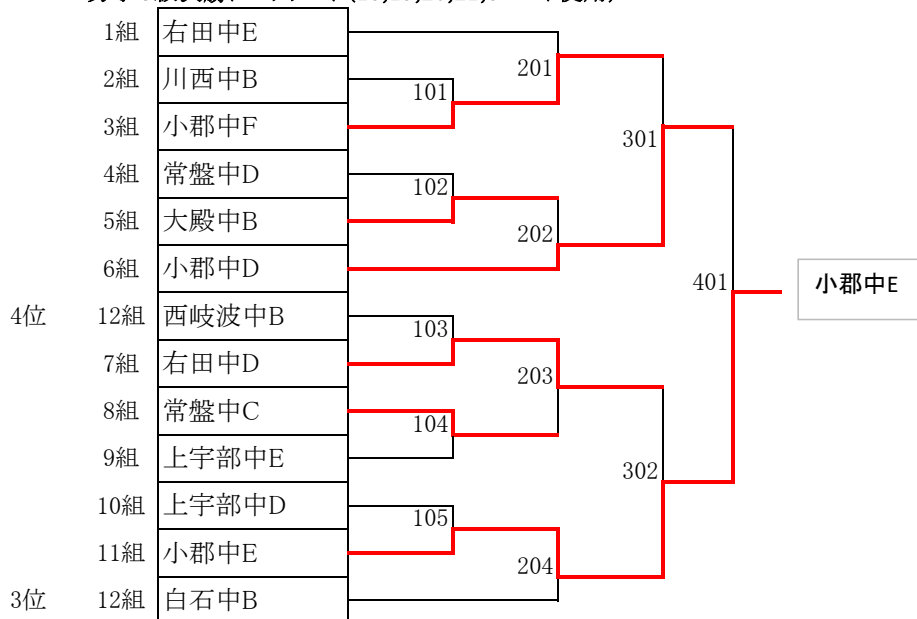 1組 右田中E
201
2組 川西中B
101
3組 小郡中F
301
4組 常盤中D
102
5組 大殿中B
202
6組 小郡中D
401
小郡中E
4位 12組 西岐波中B
103
7組 右田中D
203
8組 常盤中C
104
9組 上宇部中E
302
10組 上宇部中D
105
11組 小郡中E
204
3位 12組 白石中B